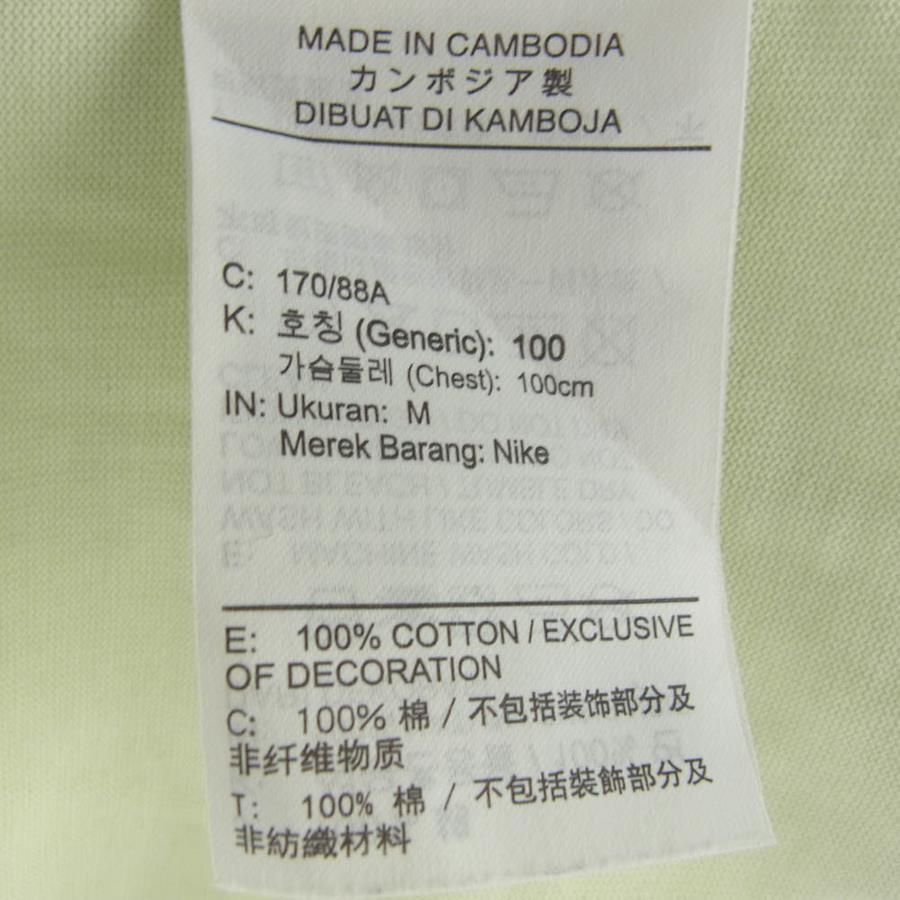 MADE IN CAMBODIA
カンボジア製
DIBUAT DI KAMBOJA
C: 170/88A
K: 호칭 (Generic): 100
가슴둘레 (Chest): 100cm
IN: Ukuran: M
Merek Barang: Nike
E: 100% COTTON / EXCLUSIVE
OF DECORATION
C: 100% 棉 / 不包括装饰部分及
非纤维物质
T: 100% 棉 / 不包括裝飾部分及
非紡織材料